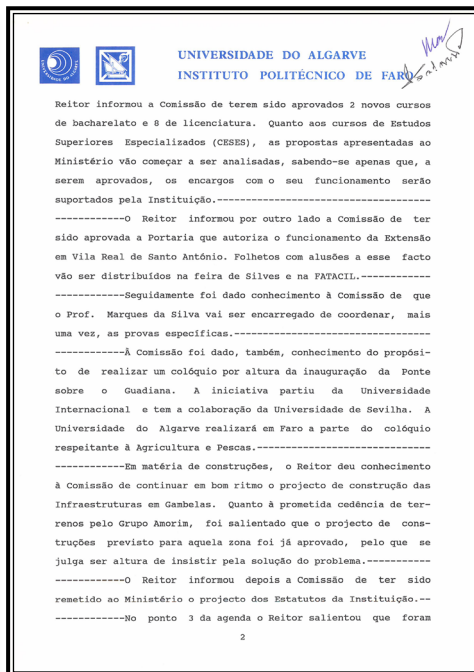 UNIVERSIDADE DO ALGARVE
INSTITUTO POLITÉCNICO DE FARO
Reitor informou a Comissão de terem sido aprovados 2 novos cursos
de bacharelato e 8 de licenciatura. Quanto aos cursos de Estudos
Superiores Especializados (CESES), as propostas apresentadas ao
Ministério vão começar a ser analisadas, sabendo-se apenas que, a
serem aprovados, os encargos com o seu funcionamento serão
suportados pela Instituição.-------------------------------------
------------O Reitor informou por outro lado a Comissão de ter
sido aprovada a Portaria que autoriza o funcionamento da Extensão
em Vila Real de Santo António. Folhetos com alusões a esse facto
vão ser distribuídos na feira de Silves e na FATACIL.------------
------------Seguidamente foi dado conhecimento à Comissão de que
o Prof. Marques da Silva vai ser encarregado de coordenar, mais
uma vez, as provas específicas.----------------------------------
------------À Comissão foi dado, também, conhecimento do propósi-
to de realizar um colóquio por altura da inauguração da Ponte
sobre o Guadiana. A iniciativa partiu da Universidade
Internacional e tem a colaboração da Universidade de Sevilha. A
Universidade do Algarve realizará em Faro a parte do colóquio
respeitante à Agricultura e Pescas.------------------------------
------------Em matéria de construções, o Reitor deu conhecimento
à Comissão de continuar em bom ritmo o projecto de construção das
Infraestruturas em Gambelas. Quanto à prometida cedência de ter-
renos pelo Grupo Amorim, foi salientado que o projecto de cons-
truções previsto para aquela zona foi já aprovado, pelo que se
julga ser altura de insistir pela solução do problema.-----------
------------O Reitor informou depois a Comissão de ter sido
remetido ao Ministério o projecto dos Estatutos da Instituição.--
------------No ponto 3 da agenda o Reitor salientou que foram
2